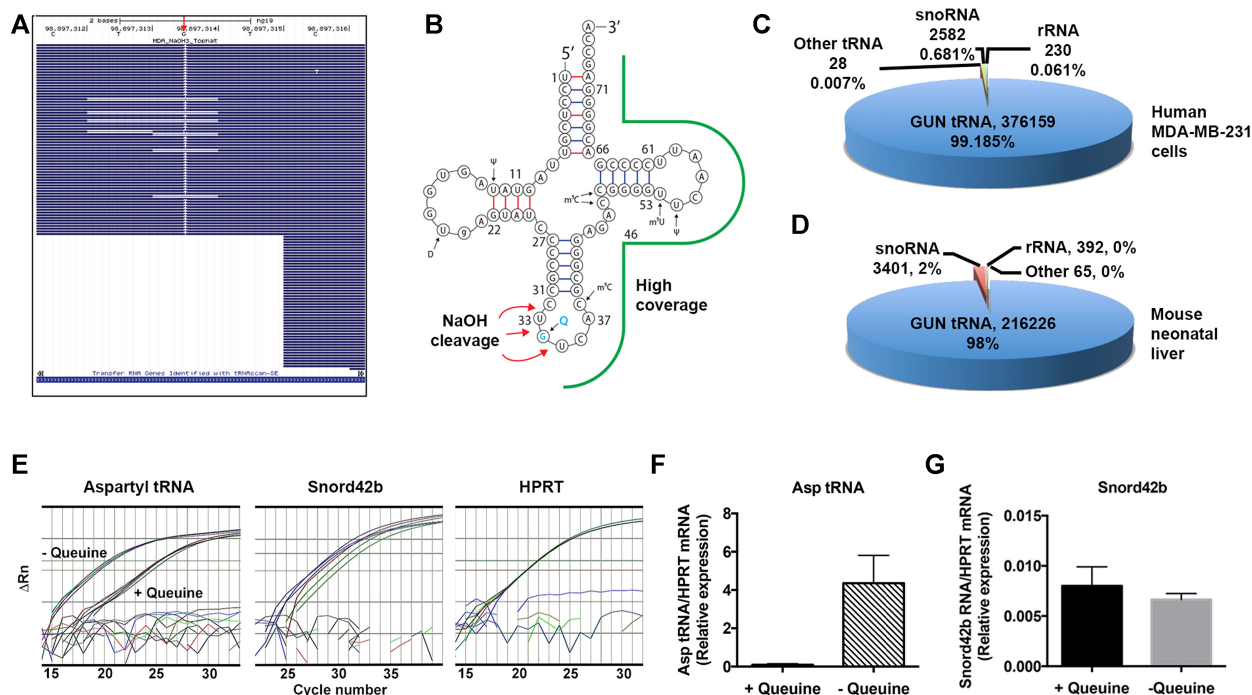 A
2 bases
hg19
98,897,312| 98,897,313| 98,897,314| 98,897,315| 98,897,316|
C T G T C
MDA_NaOH3_Tophat
T
Transfer RNA Genes Identified with tRNAscan-SE
B
3′
5′
1
71
66
61
53
46
Ψ
11
22
27
31
33
37
D
m⁵C
m⁵U
Ψ
m⁵C
Q
NaOH
cleavage
High
coverage
C
Other tRNA
28
0.007%
snoRNA
2582
0.681%
rRNA
230
0.061%
GUN tRNA, 376159
99.185%
Human
MDA-MB-231
cells
D
snoRNA
3401, 2%
rRNA, 392, 0%
Other 65, 0%
GUN tRNA, 216226
98%
Mouse
neonatal
liver
E
Aspartyl tRNA
Snord42b
HPRT
- Queuine
+ Queuine
ΔRn
15 20 25 30
25 30 35
15 20 25 30
Cycle number
F
Asp tRNA
Asp tRNA/HPRT mRNA
(Relative expression)
8
6
4
2
0
+ Queuine
- Queuine
G
Snord42b
Snord42b RNA/HPRT mRNA
(Relative expression)
0.015
0.010
0.005
0.000
+ Queuine
-Queuine